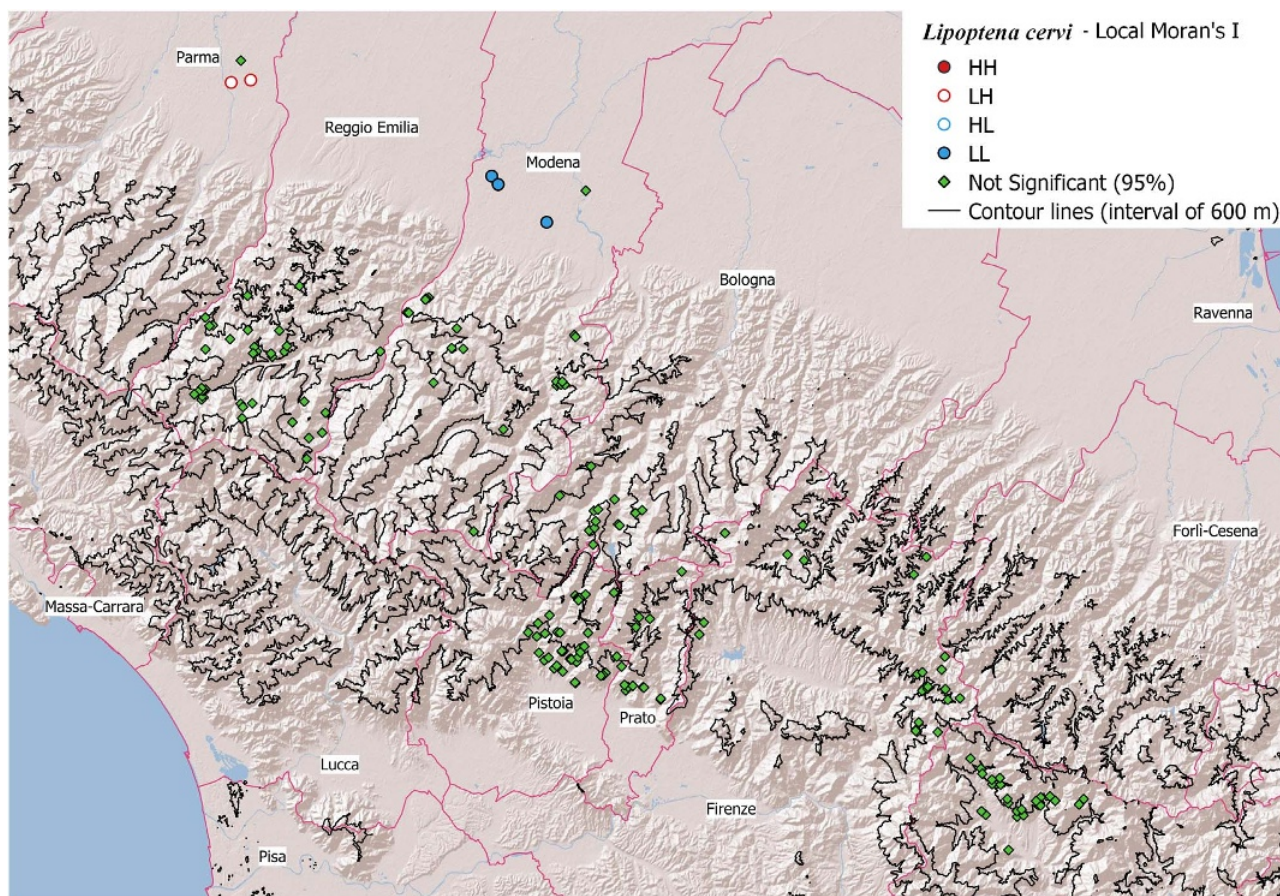 Lipoptena cervi - Local Moran's I
HH
LH
HL
LL
Not Significant (95%)
Contour lines (interval of 600 m)
Parma
Reggio Emilia
Modena
Bologna
Ravenna
Forlì-Cesena
Massa-Carrara
Pistoia
Prato
Lucca
Firenze
Pisa